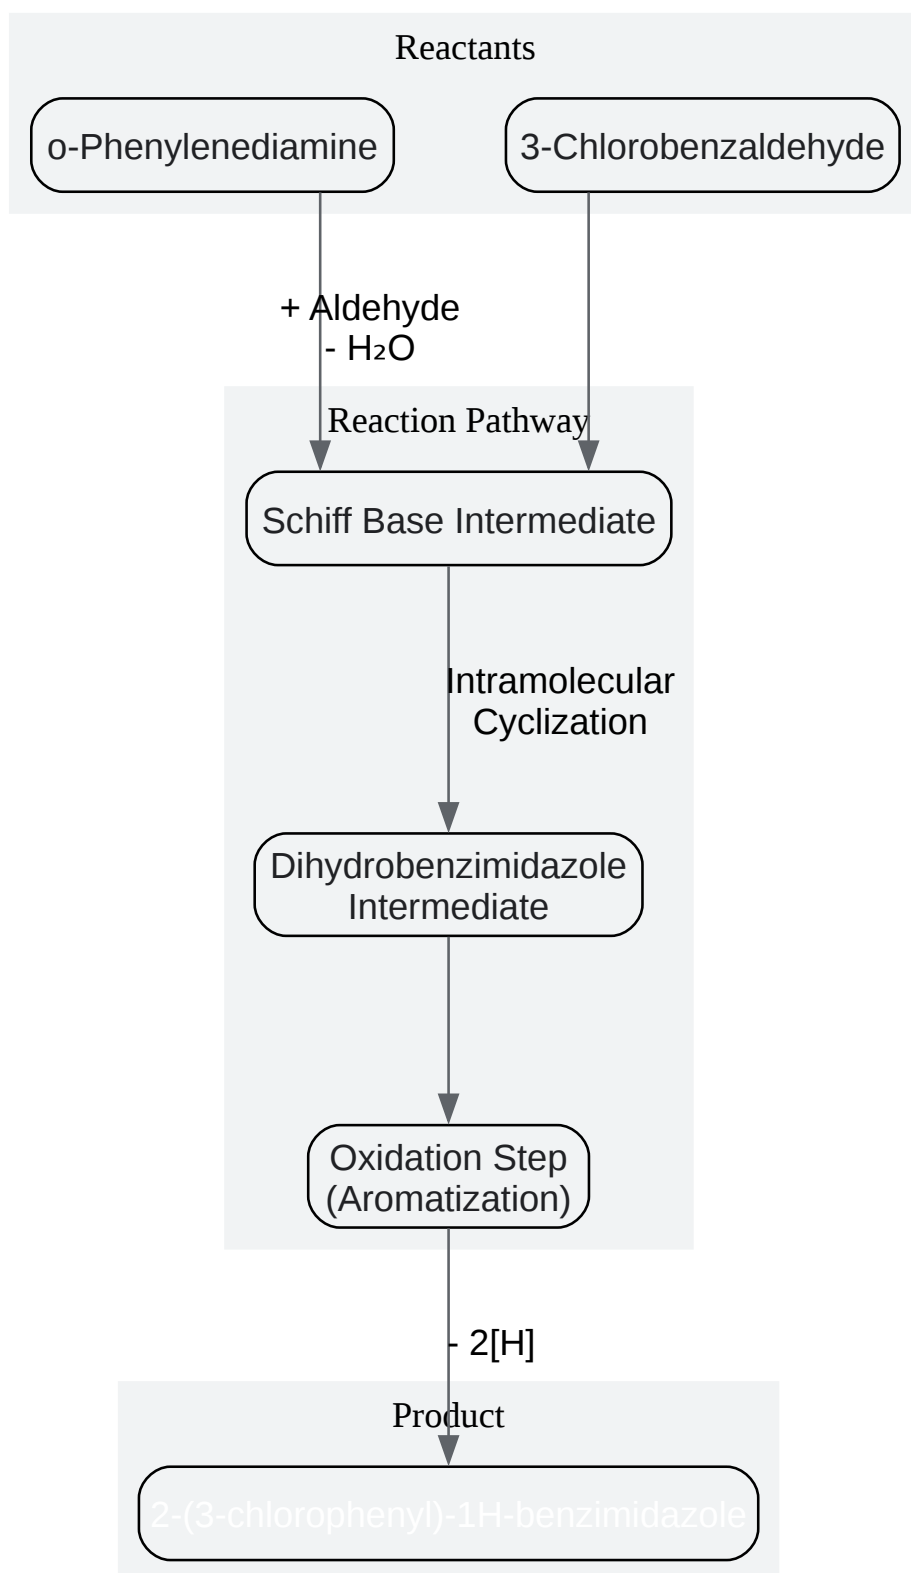 Reactants
o-Phenylenediamine
3-Chlorobenzaldehyde
+ Aldehyde
- H₂O
Reaction Pathway
Schiff Base Intermediate
Intramolecular
Cyclization
Dihydrobenzimidazole
Intermediate
Oxidation Step
(Aromatization)
- 2[H]
Product
2-(3-chlorophenyl)-1H-benzimidazole